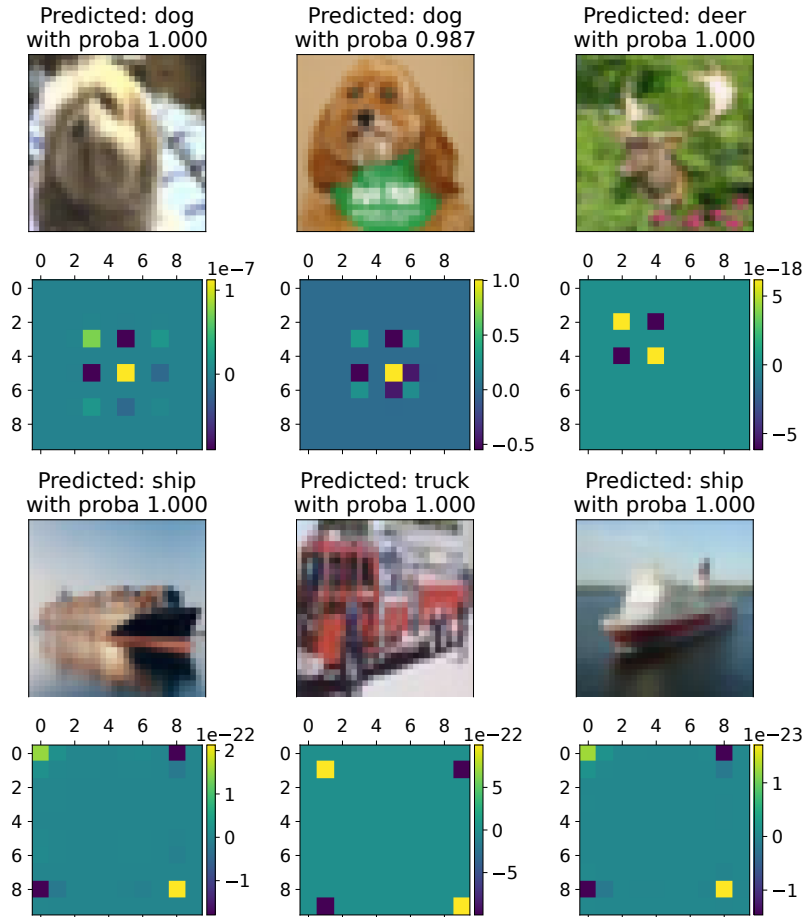 Predicted: dog
with proba 1.000
Predicted: dog
with proba 0.987
Predicted: deer
with proba 1.000
0 2 4 6 8
1e−7
0 2 4 6 8
0 2 4 6 8
1e−18
0
2
4
6
8
1
0
0
2
4
6
8
1.0
0.5
0.0
−0.5
0
2
4
6
8
5
0
−5
Predicted: ship
with proba 1.000
Predicted: truck
with proba 1.000
Predicted: ship
with proba 1.000
0 2 4 6 8
1e−22
0 2 4 6 8
1e−22
0 2 4 6 8
1e−23
0
2
4
6
8
2
1
0
−1
0
2
4
6
8
5
0
−5
0
2
4
6
8
1
0
−1